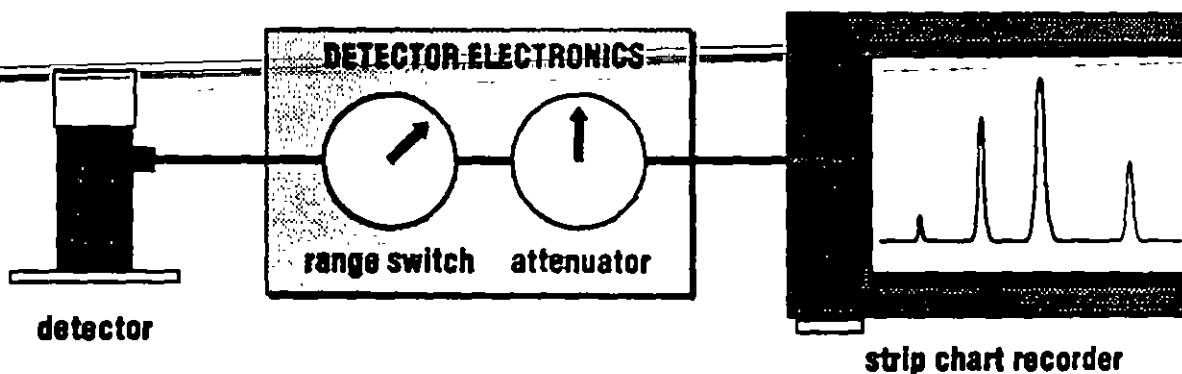 DETECTOR ELECTRONICS
range switch
attenuator
detector
strip chart recorder